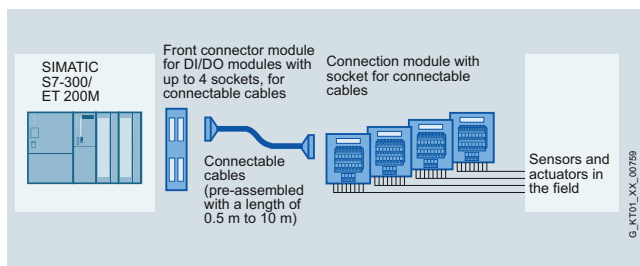 SIMATIC
S7-300/
ET 200M
Front connector module
for DI/DO modules with
up to 4 sockets, for
connectable cables
Connectable
cables
(pre-assembled
with a length of
0.5 m to 10 m)
Connection module with
socket for connectable
cables
Sensors and
actuators in
the field
G_KT01_XX_00759